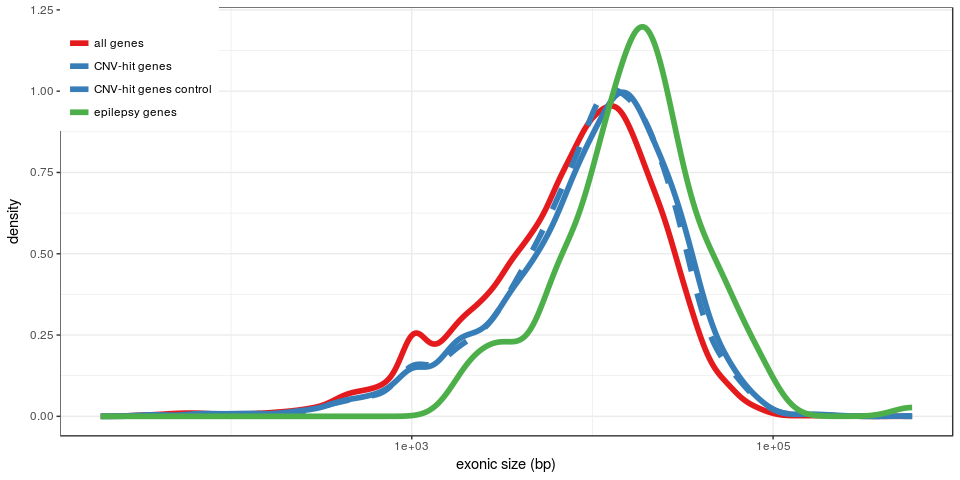 1.25
1.00
0.75
0.50
0.25
0.00
density
all genes
CNV-hit genes
CNV-hit genes control
epilepsy genes
1e+03
1e+05
exonic size (bp)